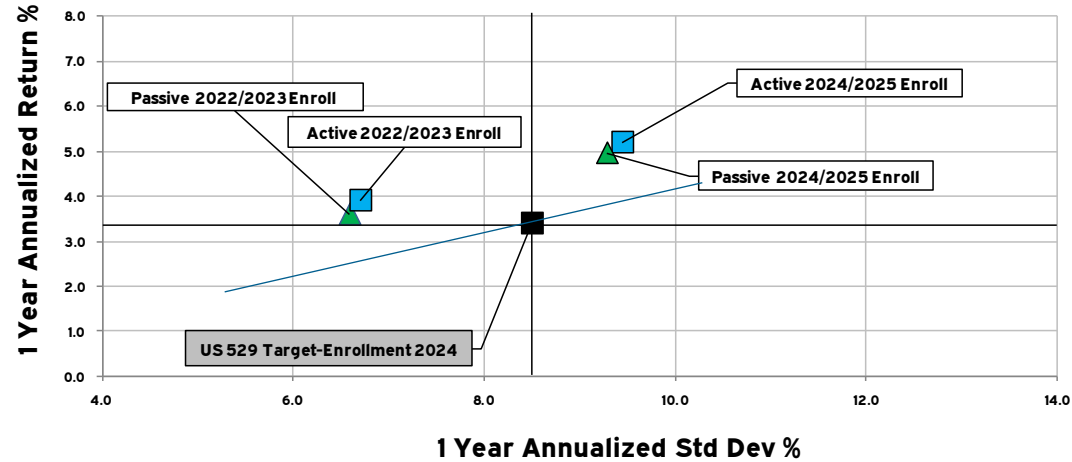 1 Year Annualized Return %
8.0
7.0
6.0
5.0
4.0
3.0
2.0
1.0
0.0
Active 2024/2025 Enroll
Passive 2022/2023 Enroll
Active 2022/2023 Enroll
Passive 2024/2025 Enroll
US 529 Target-Enrollment 2024
4.0 6.0 8.0 10.0 12.0 14.0
1 Year Annualized Std Dev %